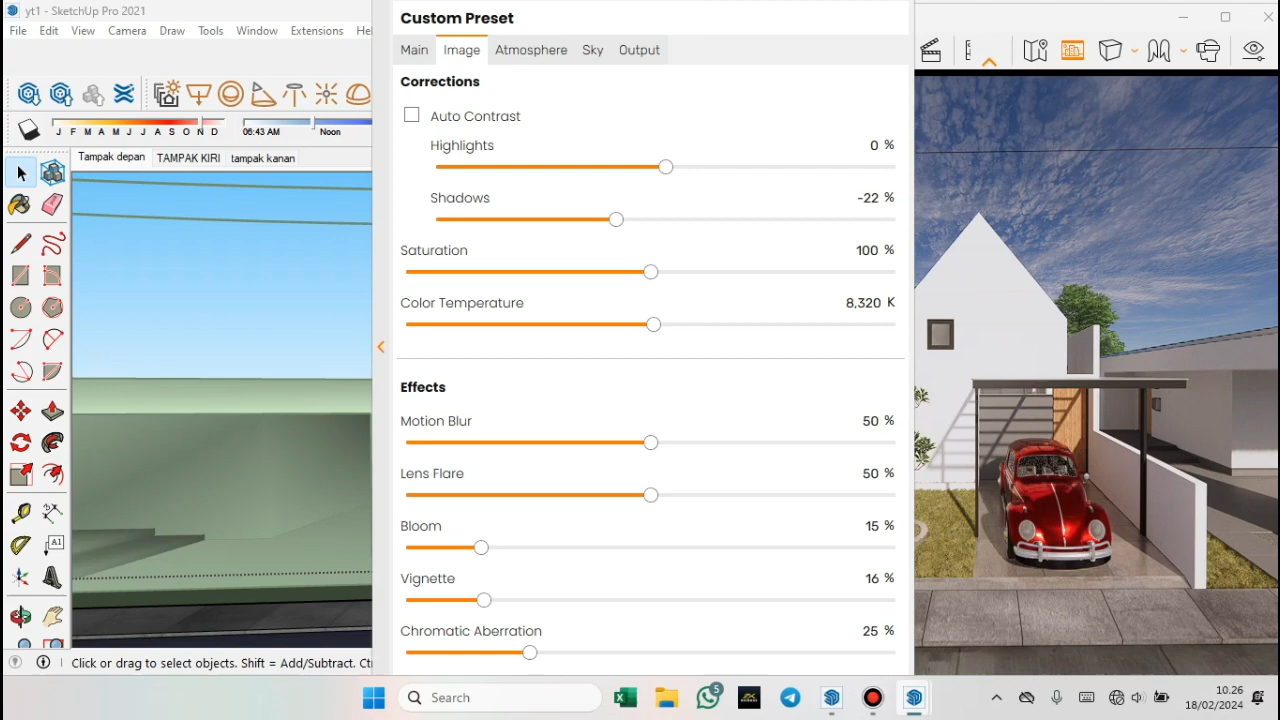 yt1 - SketchUp Pro 2021
File Edit View Camera Draw Tools Window Extensions
J F M A M J J A S O N D
06:43 AM Noon
Tampak depan TAMPAK KIRI tampak kanan
A1
Click or drag to select objects. Shift = Add/Subtract.
Custom Preset
Main Image Atmosphere Sky Output
Corrections
Auto Contrast
Highlights 0 %
Shadows -22 %
Saturation 100 %
Color Temperature 8,320 K
Effects
Motion Blur 50 %
Lens Flare 50 %
Bloom 15 %
Vignette 16 %
Chromatic Aberration 25 %
Search
5
10.26
18/02/2024